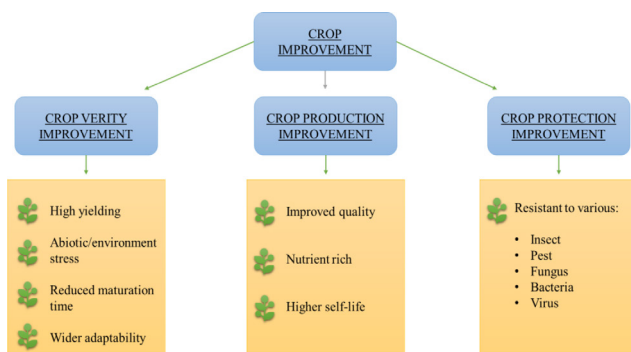 CROP
IMPROVEMENT
CROP VERITY
IMPROVEMENT
CROP PRODUCTION
IMPROVEMENT
CROP PROTECTION
IMPROVEMENT
High yielding
Abiotic/environment
stress
Reduced maturation
time
Wider adaptability
Improved quality
Nutrient rich
Higher self-life
Resistant to various:
• Insect
• Pest
• Fungus
• Bacteria
• Virus